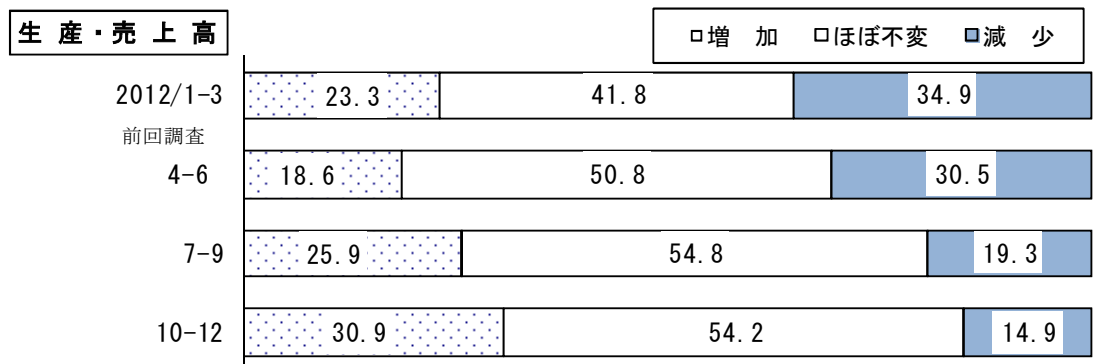 生 産・売 上 高
増 加 ほぼ不変 減 少
2012/1-3 23.3 41.8 34.9
前回調査
4-6 18.6 50.8 30.5
7-9 25.9 54.8 19.3
10-12 30.9 54.2 14.9